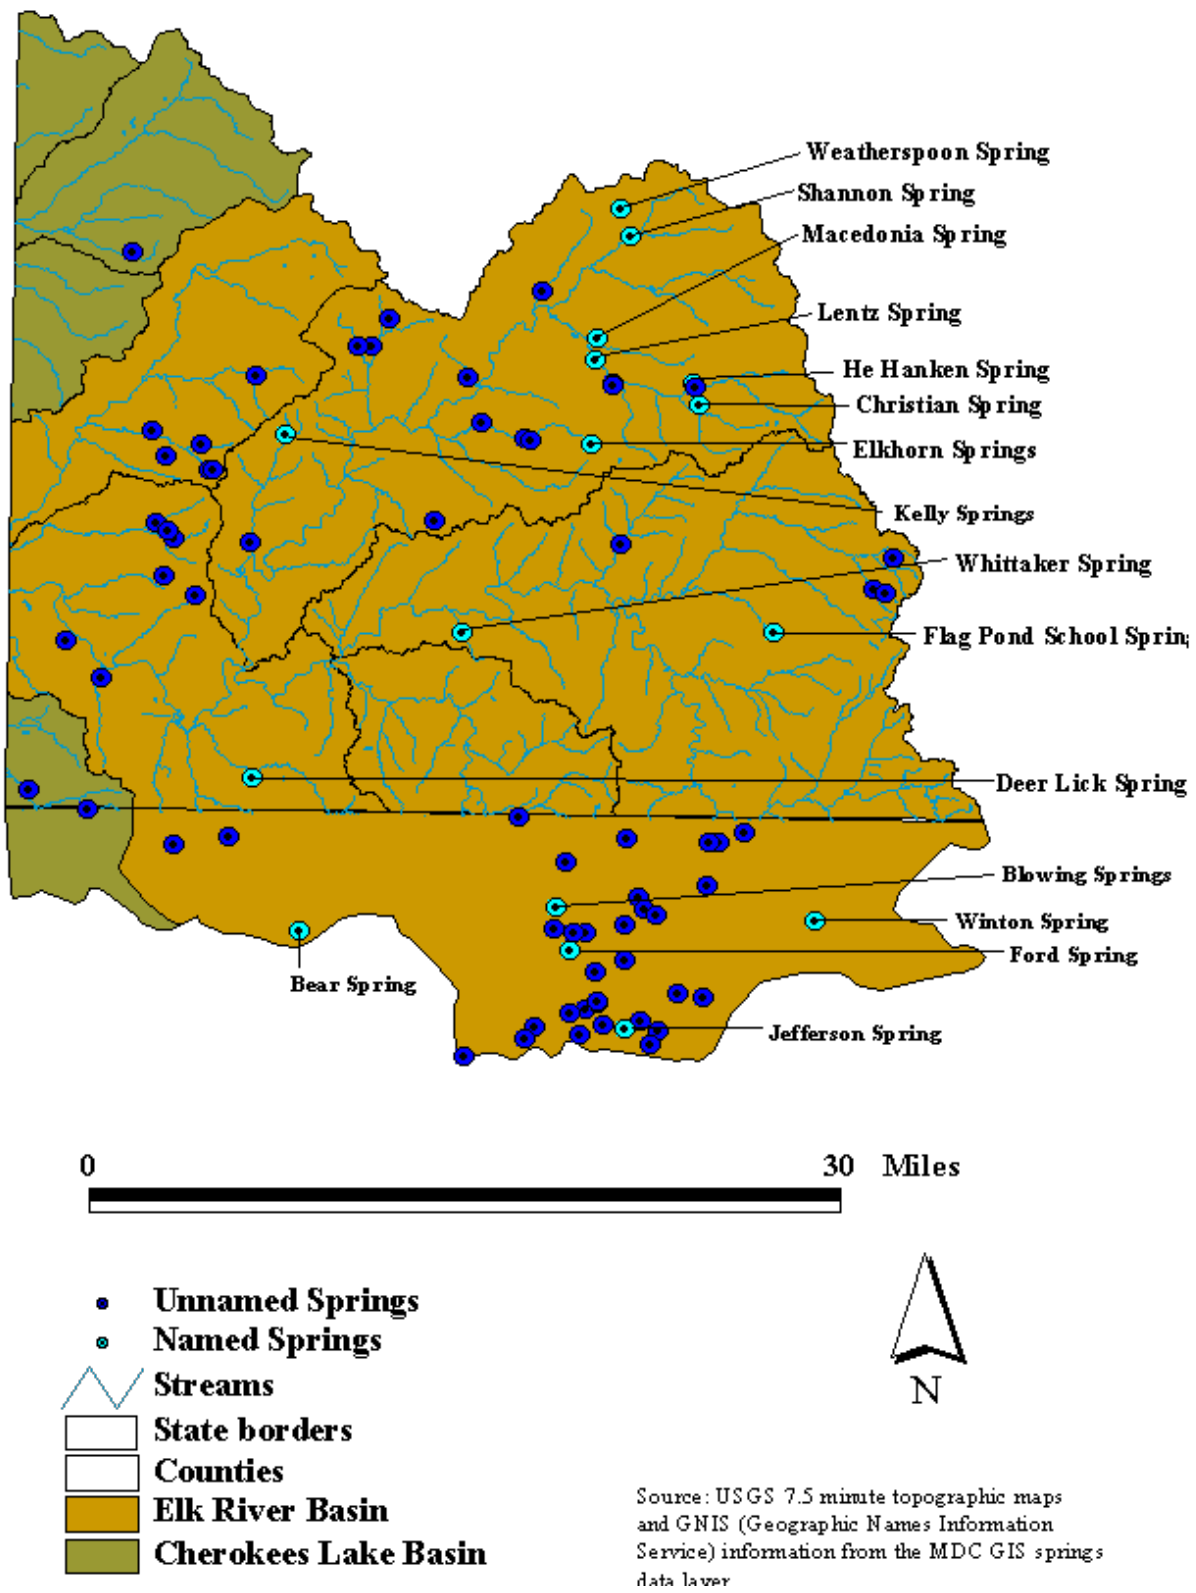 Weatherspoon Spring
Shannon Spring
Macedonia Spring
Lentz Spring
He Hanken Spring
Christian Spring
Elkhorn Springs
Kelly Springs
Whittaker Spring
Flag Pond School Spring
Deer Lick Spring
Blowing Springs
Winton Spring
Ford Spring
Bear Spring
Jefferson Spring
0 30 Miles
Unnamed Springs
Named Springs
Streams
State borders
Counties
Elk River Basin
Cherokees Lake Basin
N
Source: USGS 7.5 minute topographic maps
and GNIS (Geographic Names Information
Service) information from the MDC GIS springs
data layer